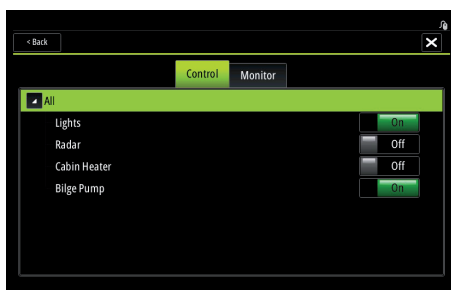 < Back
Control Monitor
All
Lights On
Radar Off
Cabin Heater Off
Bilge Pump On